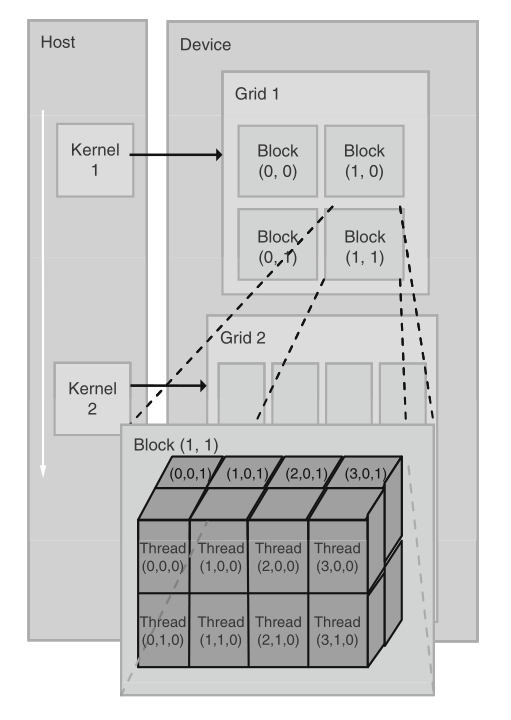 Host
Device
Grid 1
Kernel
1
Block
(0, 0)
Block
(1, 0)
Block
(0, 1)
Block
(1, 1)
Grid 2
Kernel
2
Block (1, 1)
(0,0,1)
(1,0,1)
(2,0,1)
(3,0,1)
Thread
(0,0,0)
Thread
(1,0,0)
Thread
(2,0,0)
Thread
(3,0,0)
Thread
(0,1,0)
Thread
(1,1,0)
Thread
(2,1,0)
Thread
(3,1,0)